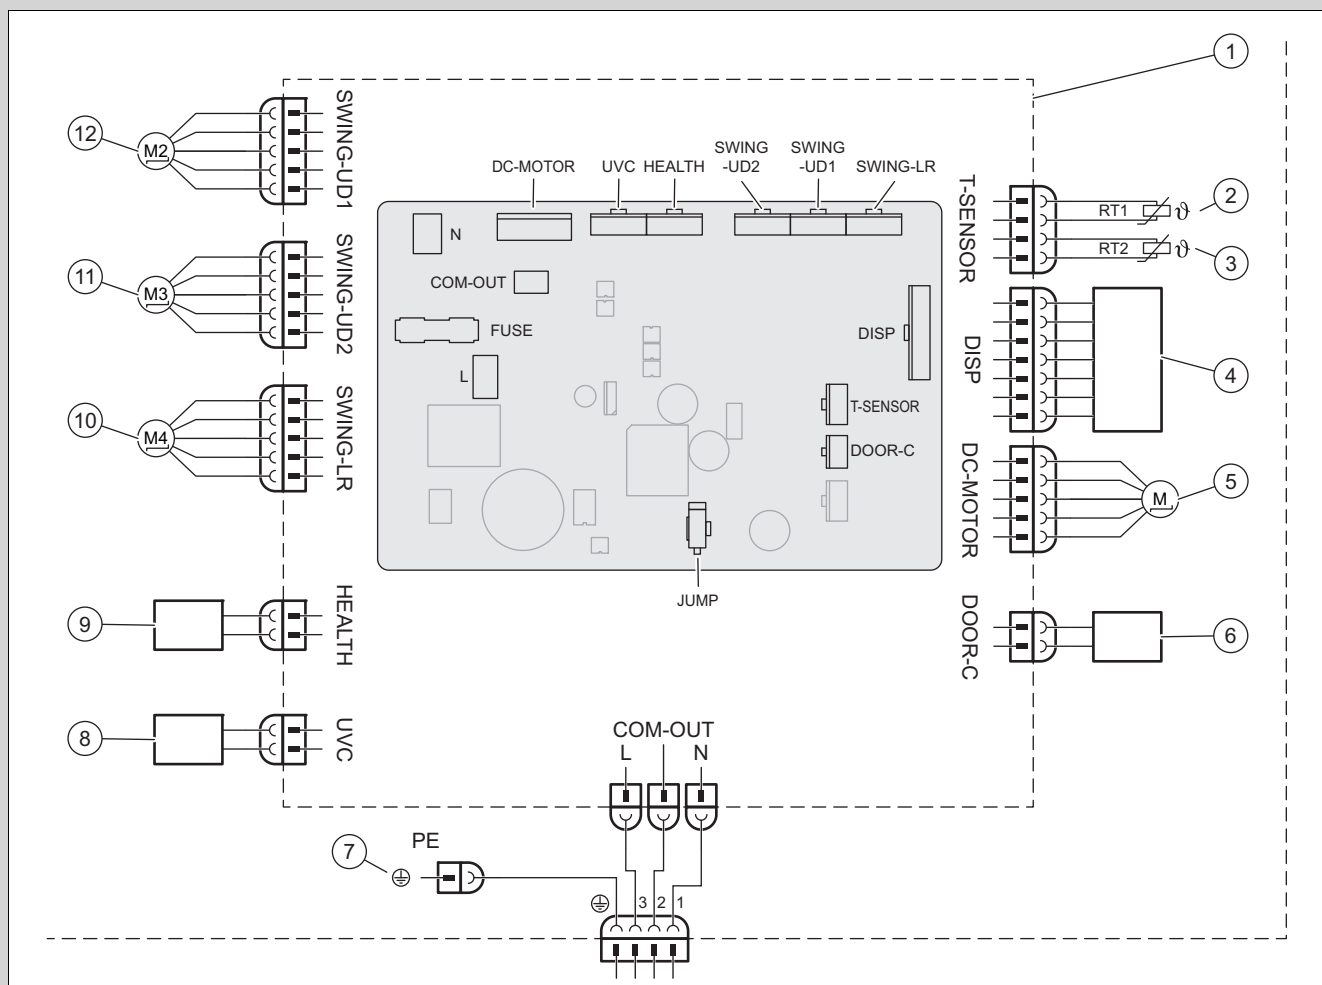 1
12
M2
SWING-UD1
DC-MOTOR
UVC
HEALTH
SWING
-UD2
SWING
-UD1
SWING-LR
T-SENSOR
RT1
ϑ
2
RT2
ϑ
3
N
COM-OUT
11
M3
SWING-UD2
FUSE
DISP
L
DISP
4
T-SENSOR
DOOR-C
10
M4
SWING-LR
DC-MOTOR
M
5
JUMP
9
HEALTH
DOOR-C
6
8
UVC
COM-OUT
L
N
7
PE
3
2
1